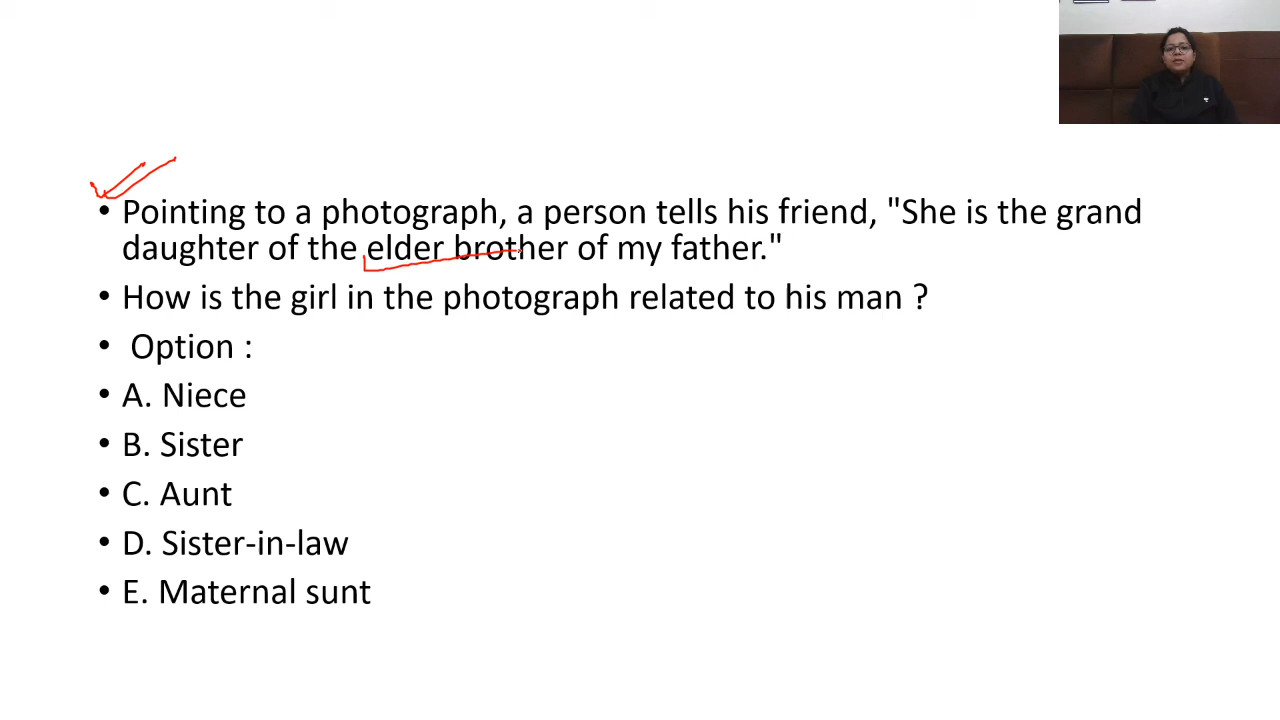 • Pointing to a photograph, a person tells his friend, "She is the grand
daughter of the elder brother of my father."
• How is the girl in the photograph related to his man ?
• Option :
• A. Niece
• B. Sister
• C. Aunt
• D. Sister-in-law
• E. Maternal sunt